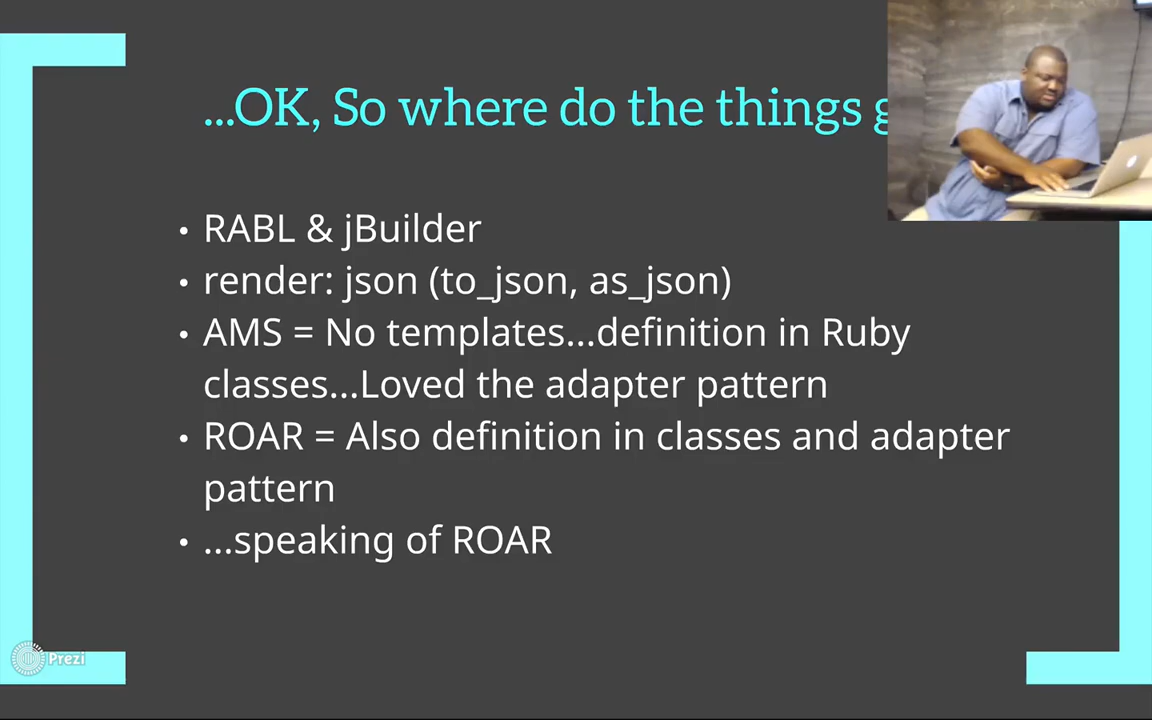 ...OK, So where do the things
• RABL & jBuilder
• render: json (to_json, as_json)
• AMS = No templates...definition in Ruby
classes...Loved the adapter pattern
• ROAR = Also definition in classes and adapter
pattern
• ...speaking of ROAR
Prezi